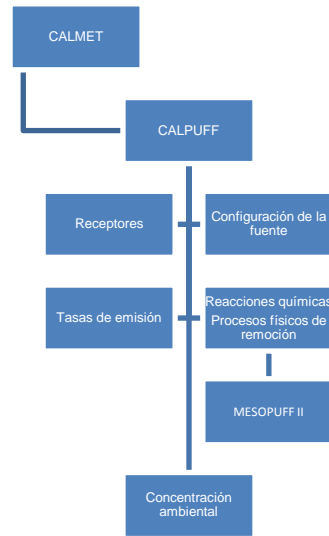 CALMET
CALPUFF
Receptores
Configuración de la
fuente
Tasas de emisión
Reacciones químicas
Procesos físicos de
remoción
MESOPUFF II
Concentración
ambiental